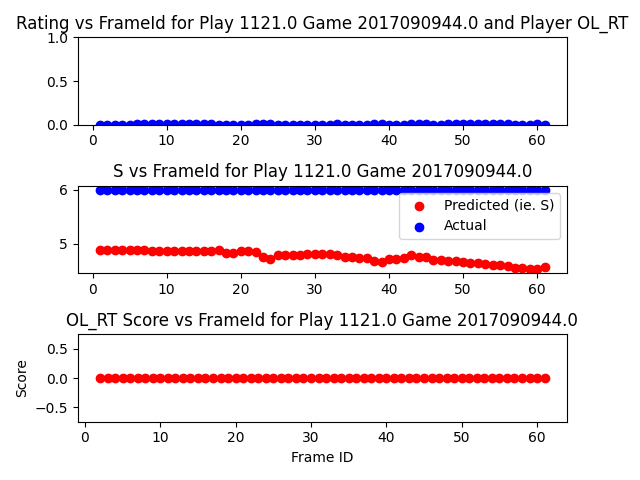 Rating vs FrameId for Play 1121.0 Game 2017090944.0 and Player OL_RT
1.0
0.5
0.0
0 10 20 30 40 50 60
S vs FrameId for Play 1121.0 Game 2017090944.0
6
5
Predicted (ie. S)
Actual
0 10 20 30 40 50 60
OL_RT Score vs FrameId for Play 1121.0 Game 2017090944.0
Score
0.5
0.0
−0.5
0 10 20 30 40 50 60
Frame ID